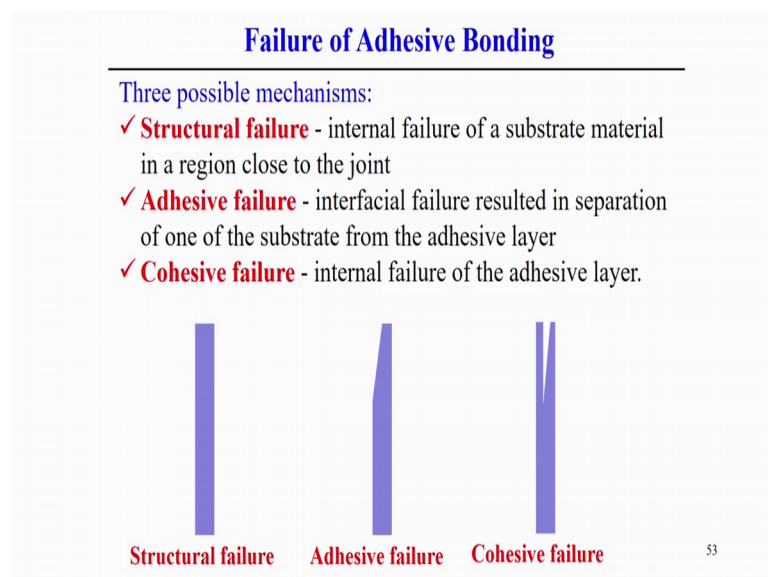 Failure of Adhesive Bonding
Three possible mechanisms:
✓ Structural failure - internal failure of a substrate material
in a region close to the joint
✓ Adhesive failure - interfacial failure resulted in separation
of one of the substrate from the adhesive layer
✓ Cohesive failure - internal failure of the adhesive layer.
Structural failure Adhesive failure Cohesive failure
53